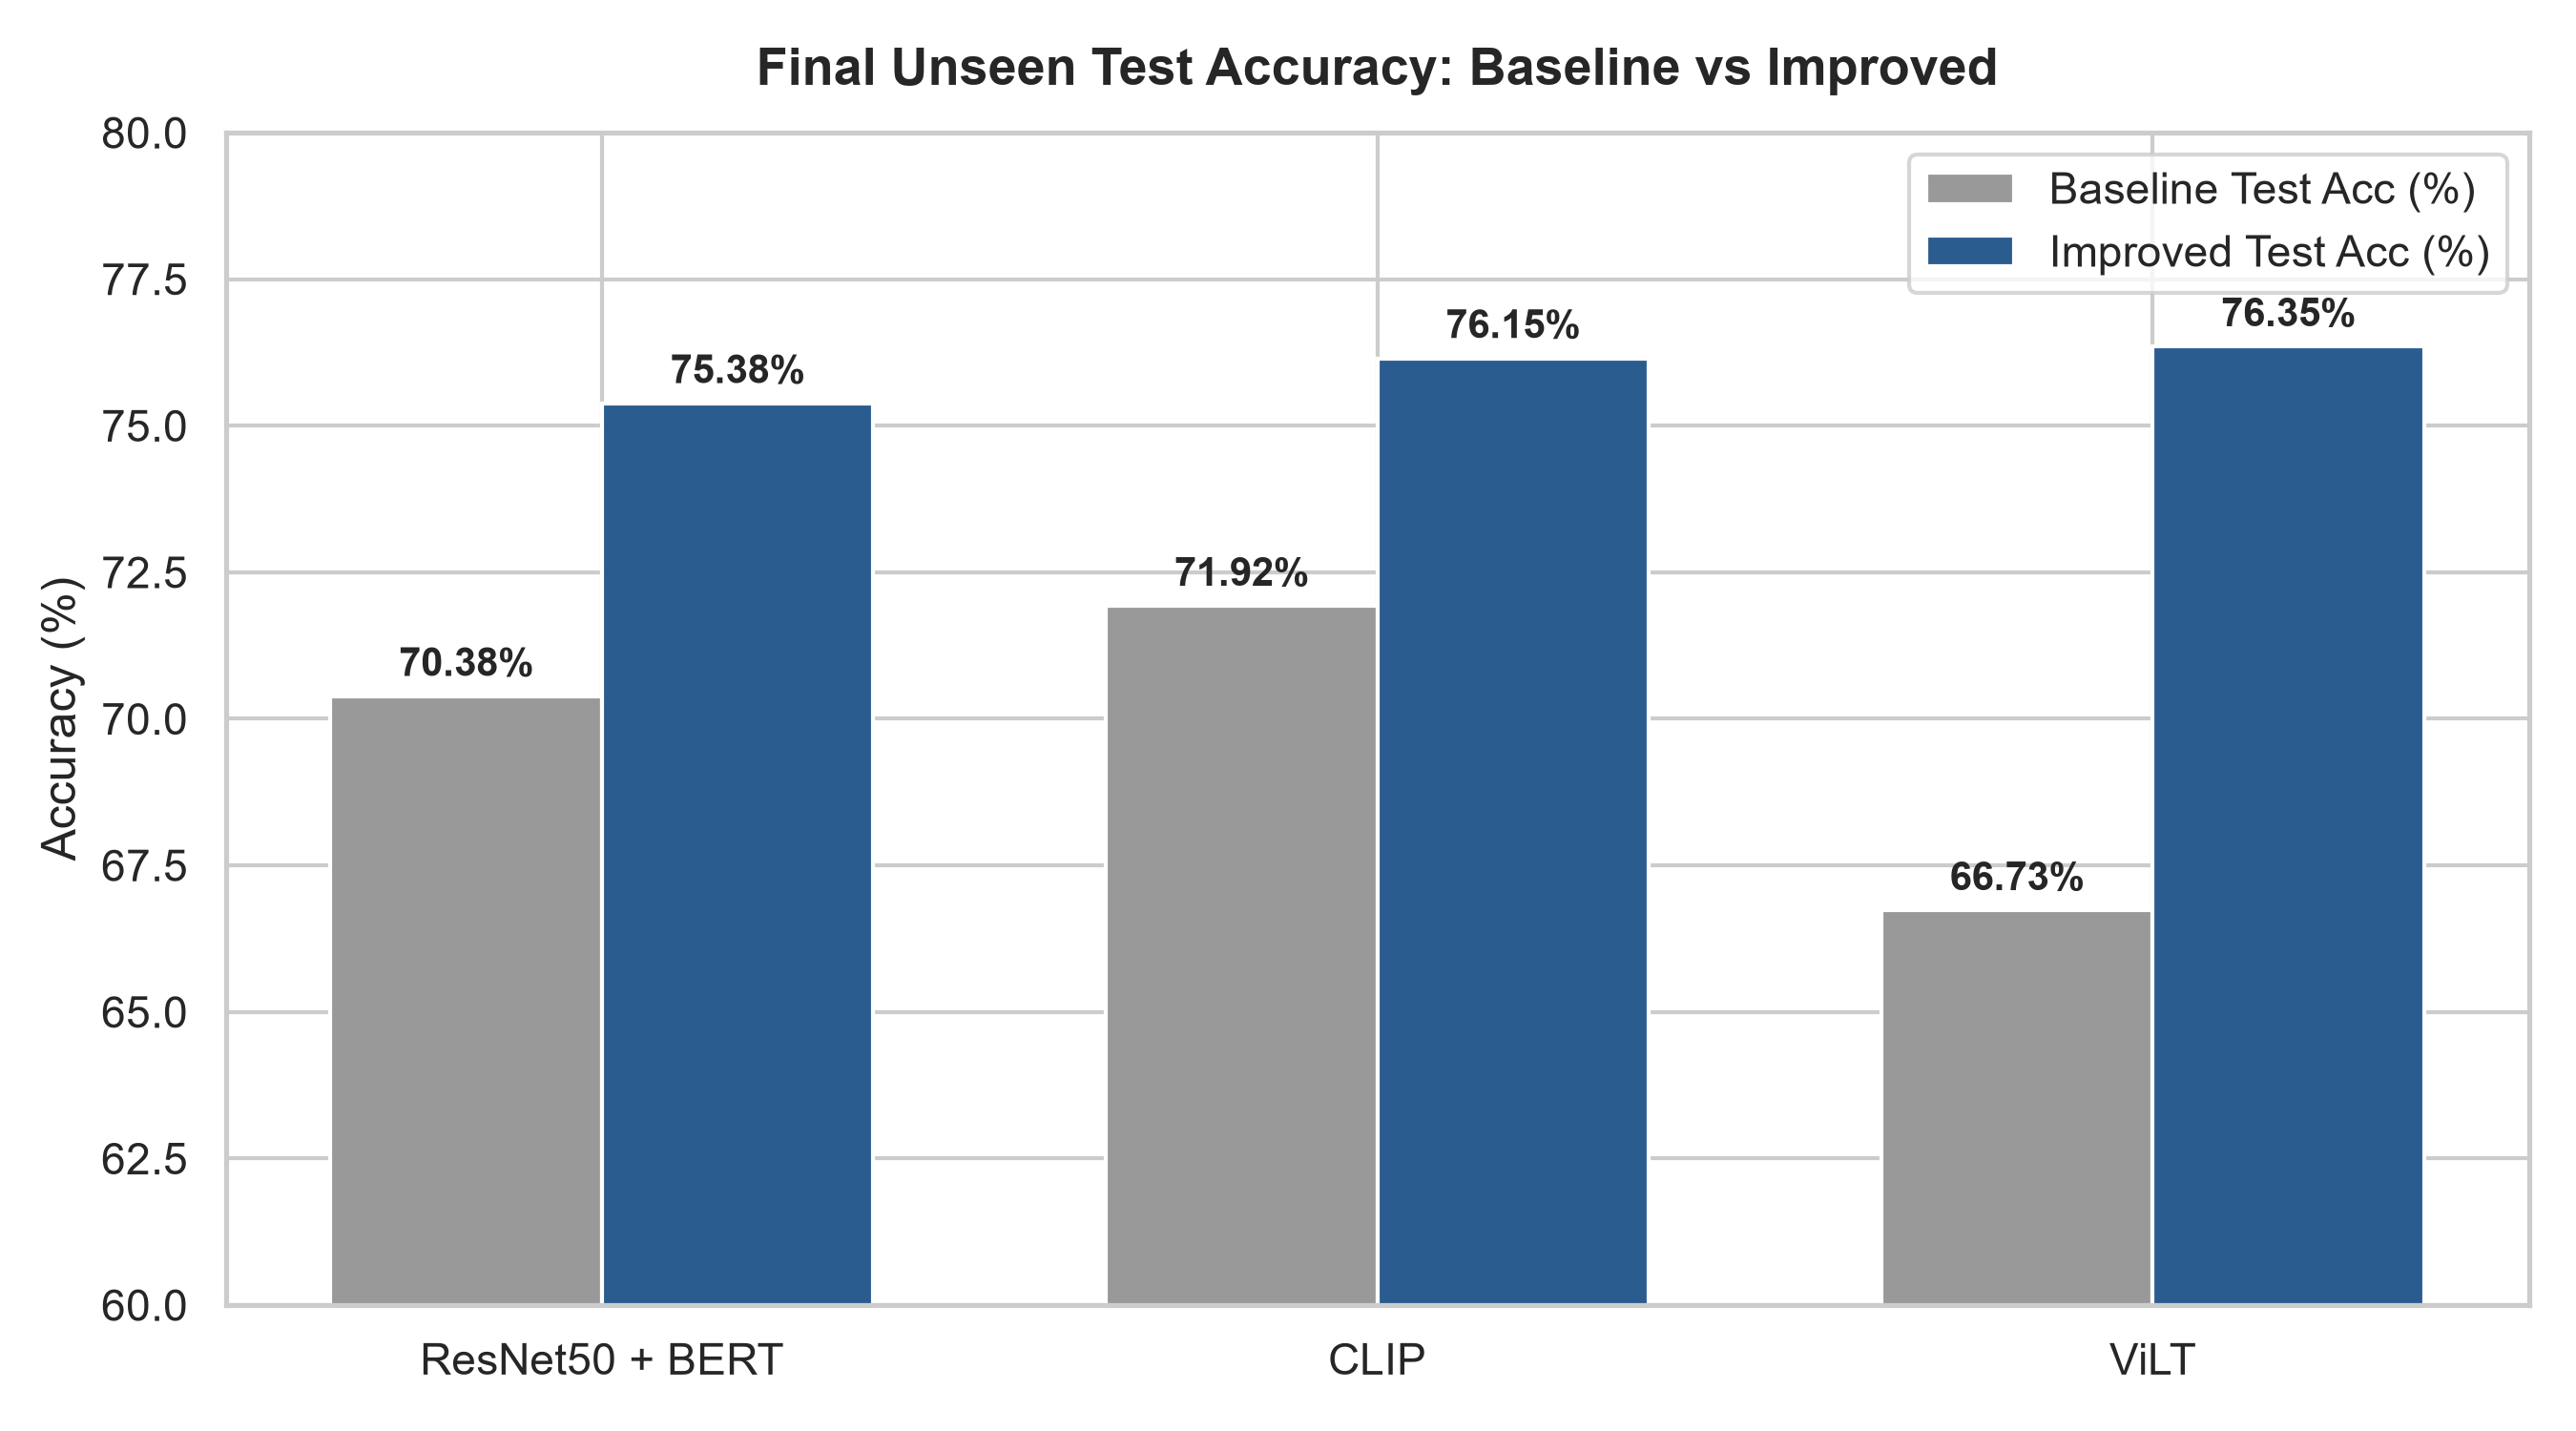 Final Unseen Test Accuracy: Baseline vs Improved
80.0
77.5
75.0
72.5
70.0
67.5
65.0
62.5
60.0
Accuracy (%)
Baseline Test Acc (%)
Improved Test Acc (%)
70.38%
75.38%
71.92%
76.15%
66.73%
76.35%
ResNet50 + BERT
CLIP
ViLT